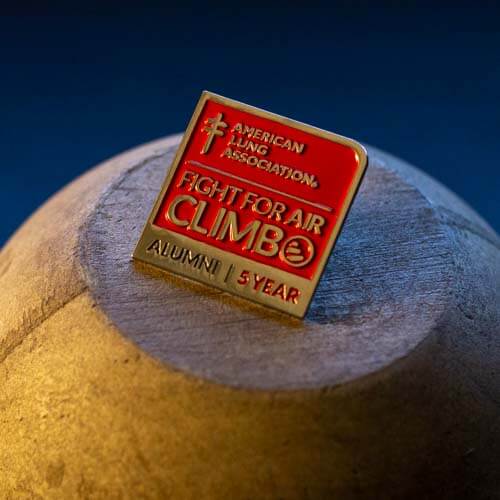 AMERICAN
LUNG
ASSOCIATION®
FIGHT FOR AIR
CLIMB
ALUMNI | 5 YEAR